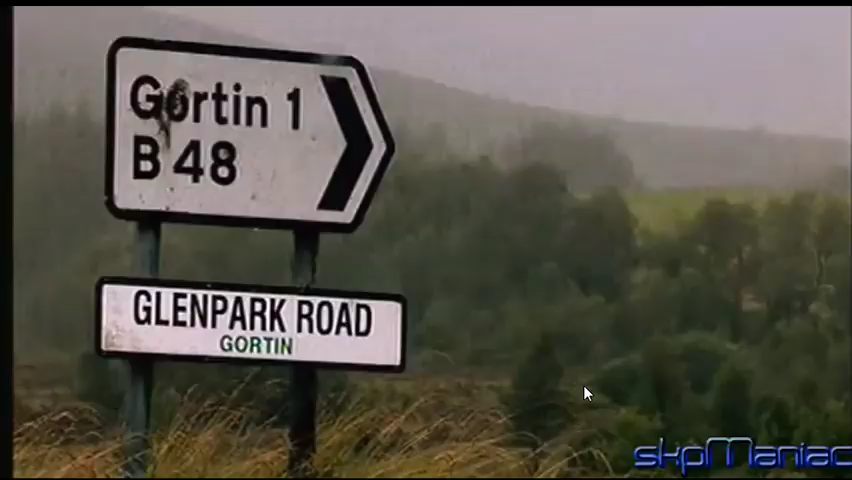 Gortin 1
B 48
GLENPARK ROAD
GORTIN
skpManiac